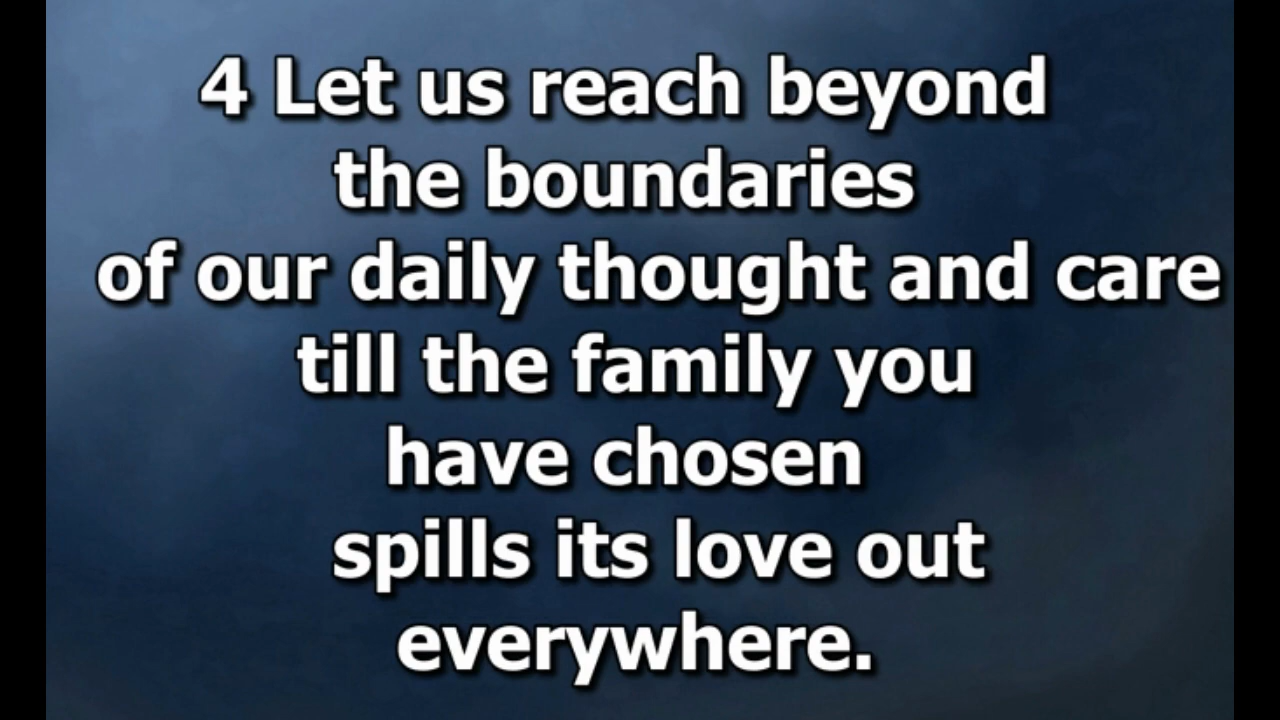 4 Let us reach beyond
the boundaries
of our daily thought and care
till the family you
have chosen
spills its love out
everywhere.